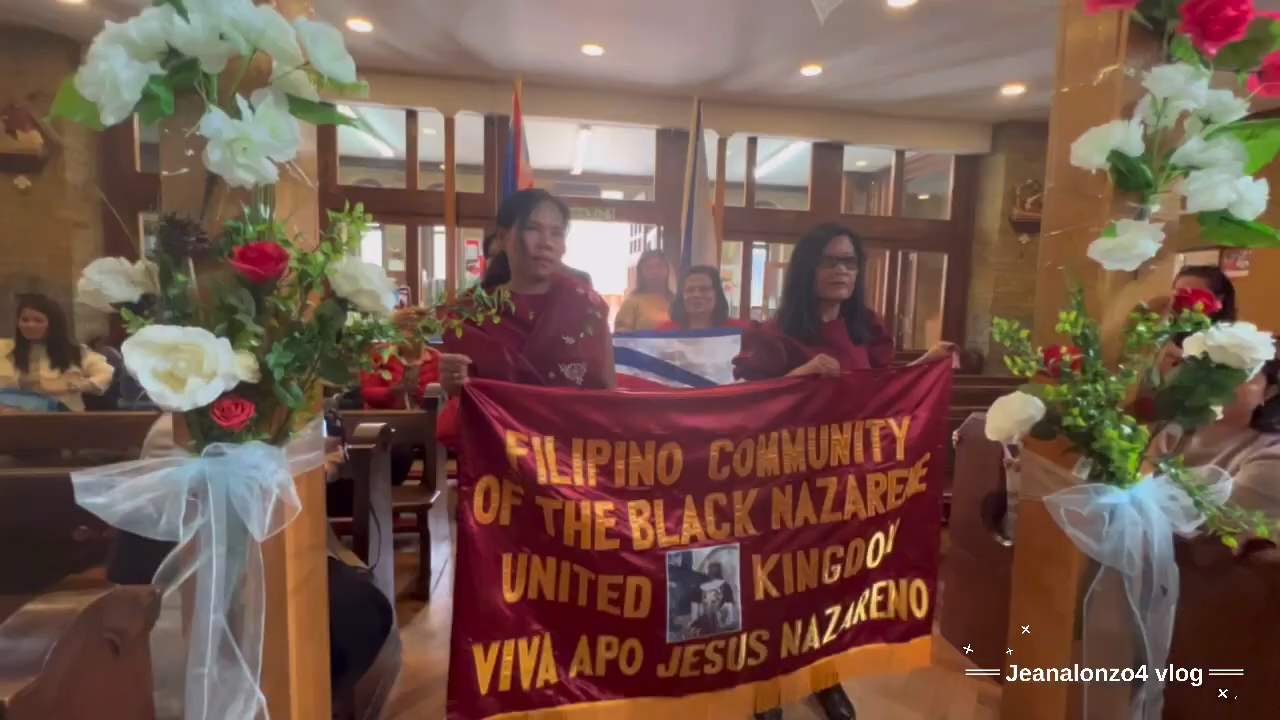 FILIPINO COMMUNITY
OF THE BLACK NAZARENE
UNITED KINGDOM
VIVA APO JESUS NAZARENO
Jeanalonzo4 vlog